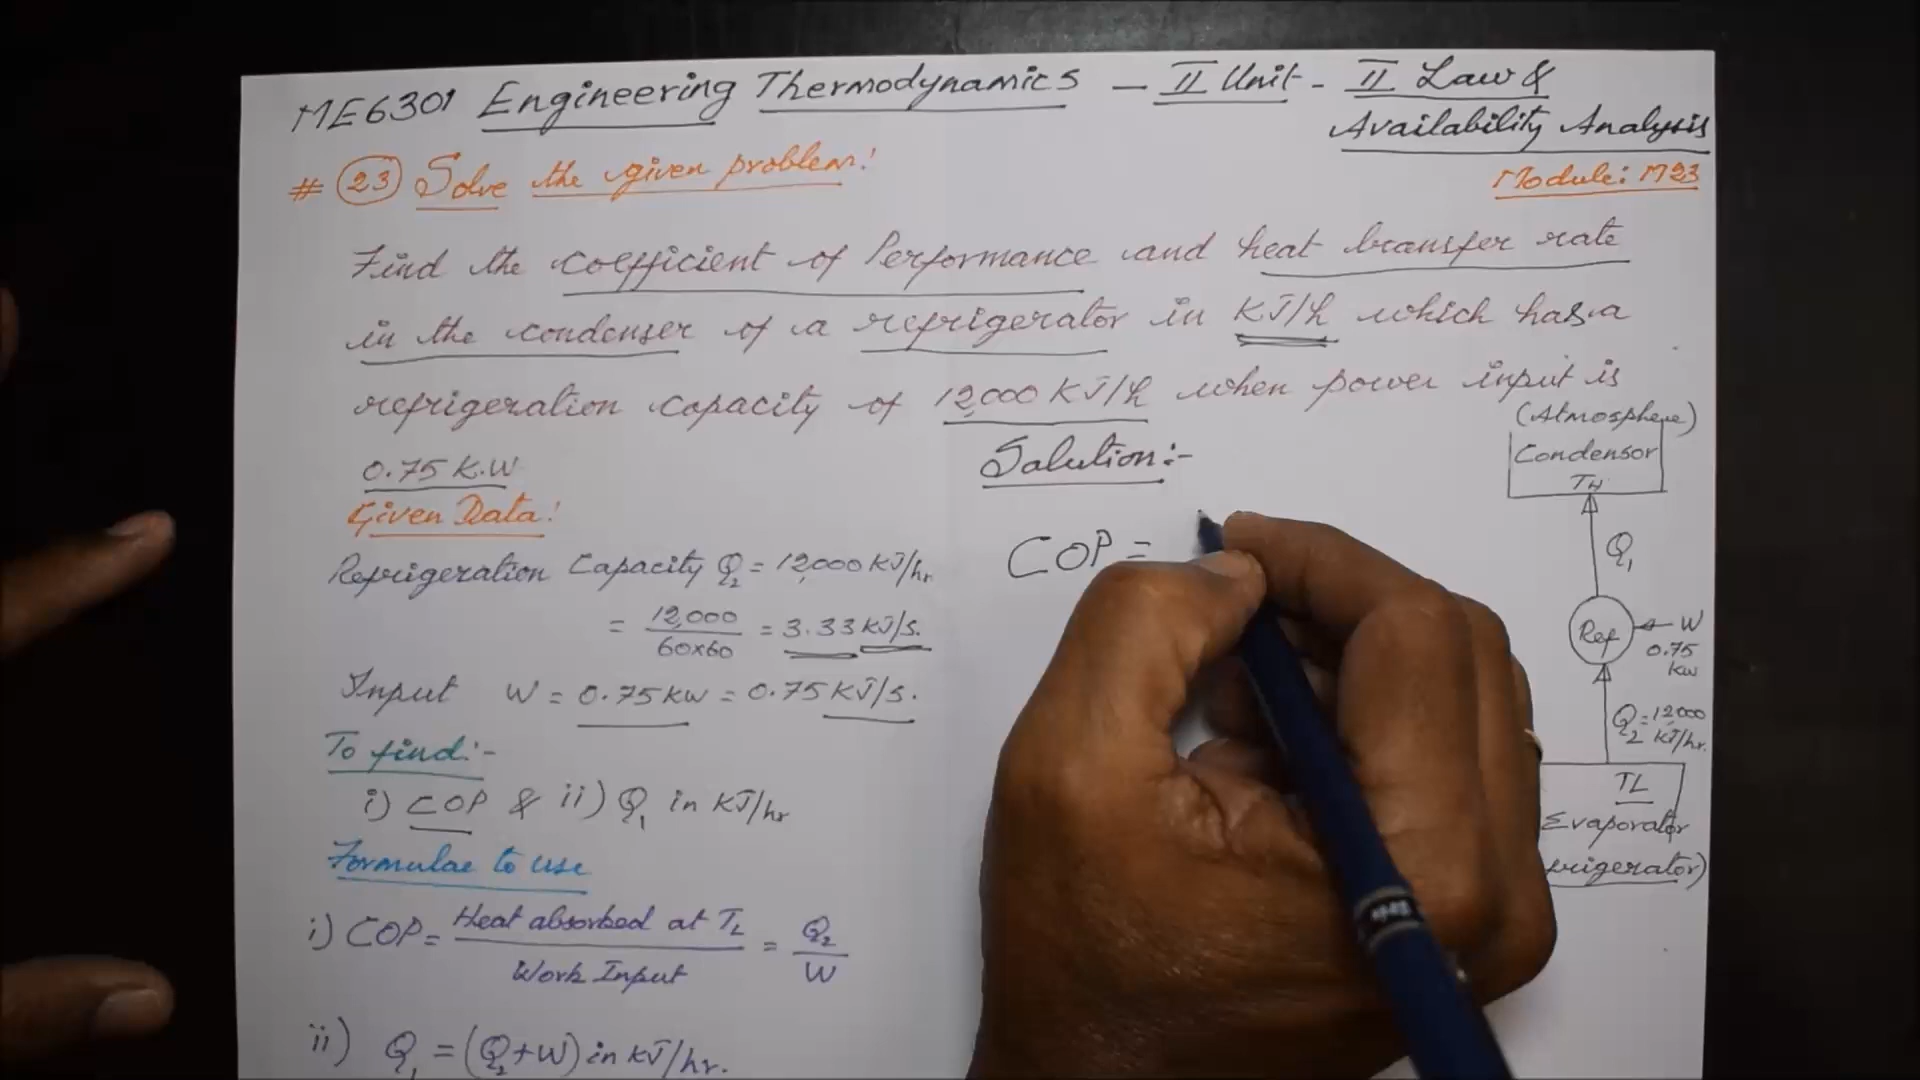 ME6301 Engineering Thermodynamics – II Unit - II Law &
Availability Analysis
Module: M23
# 23 Solve the given problem!
Find the coefficient of Performance and heat transfer rate
in the condenser of a refrigerator in KJ/h which has a
refrigeration capacity of 12,000 KJ/h when power input is
0.75 K.W
Given Data!
Refrigeration Capacity Q2 = 12,000 KJ/hr
= 12,000 / 60x60 = 3.33 KJ/s.
Input W = 0.75 KW = 0.75 KJ/s.
To find:-
i) COP & ii) Q1 in KJ/hr
Formulae to use
i) COP = Heat absorbed at TL / Work Input = Q2 / W
ii) Q1 = (Q2+W) in KJ/hr.
Solution:-
COP =
(Atmosphere)
Condensor
TH
Q1
Ref
W
0.75
KW
Q2 = 12,000
KJ/hr.
TL
Evaporator
frigerator)